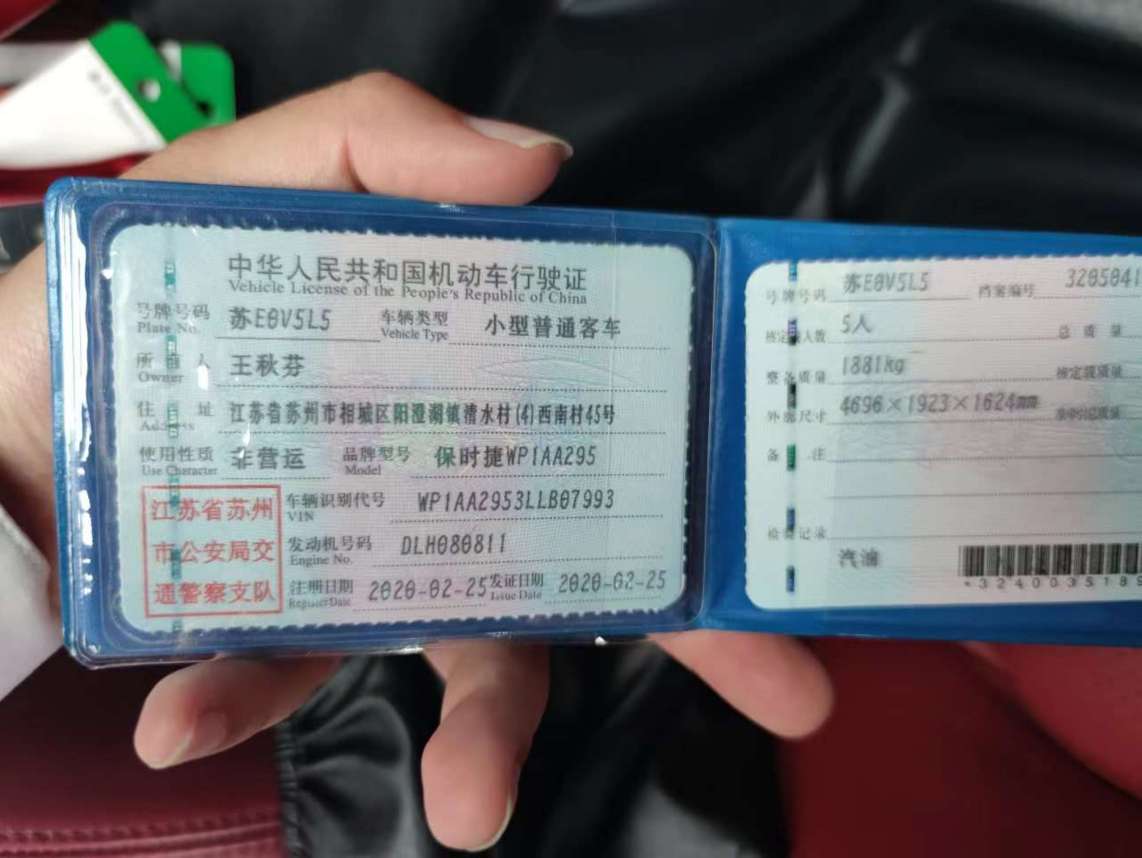 中华人民共和国机动车行驶证
Vehicle License of the People's Republic of China
号牌号码 苏E0V5L5 车辆类型 小型普通客车
Plate No. Vehicle Type
所有人 王秋芬
Owner
住址 江苏省苏州市相城区阳澄湖镇清水村(4)西南村45号
Address
使用性质 非营运 品牌型号 保时捷WP1AA295
Use Character Model
江苏省苏州
市公安局交
通警察支队
车辆识别代号 WP1AA2953LLB07993
VIN
发动机号码 DLH080811
Engine No.
注册日期 2020-02-25 发证日期 2020-02-25
Register Date Issue Date
号牌号码 苏E0V5L5 档案编号 3205041
核定载人数 5人 总质量
整备质量 1881kg 核定载质量
外廓尺寸 4696×1923×1624mm 准牵引总质量
备注
检验记录
汽油
*324003518